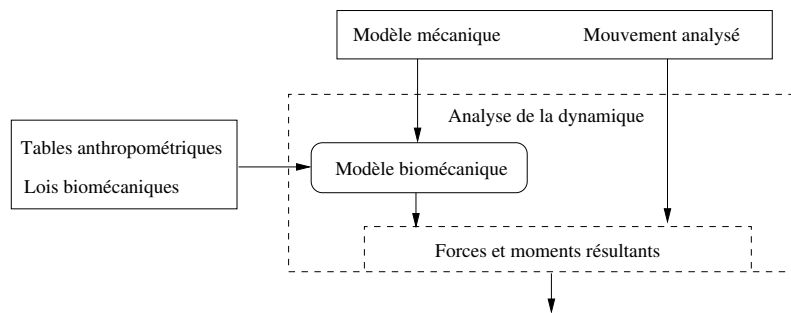 Modèle mécanique Mouvement analysé
Analyse de la dynamique
Tables anthropométriques
Lois biomécaniques
Modèle biomécanique
Forces et moments résultants